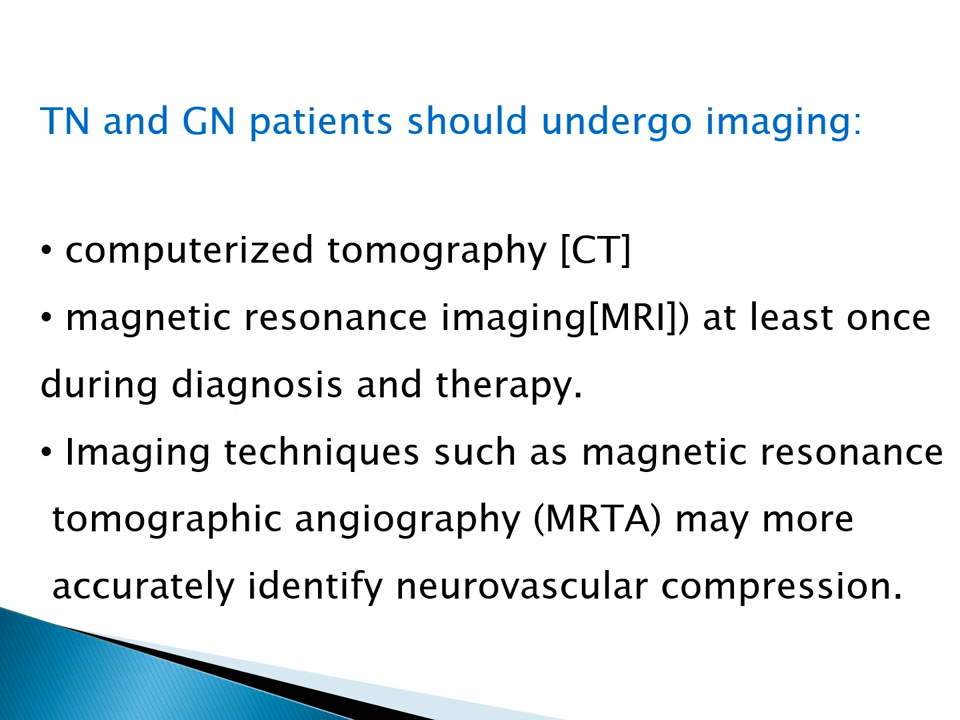 TN and GN patients should undergo imaging:
• computerized tomography [CT]
• magnetic resonance imaging[MRI]) at least once
during diagnosis and therapy.
• Imaging techniques such as magnetic resonance
tomographic angiography (MRTA) may more
accurately identify neurovascular compression.